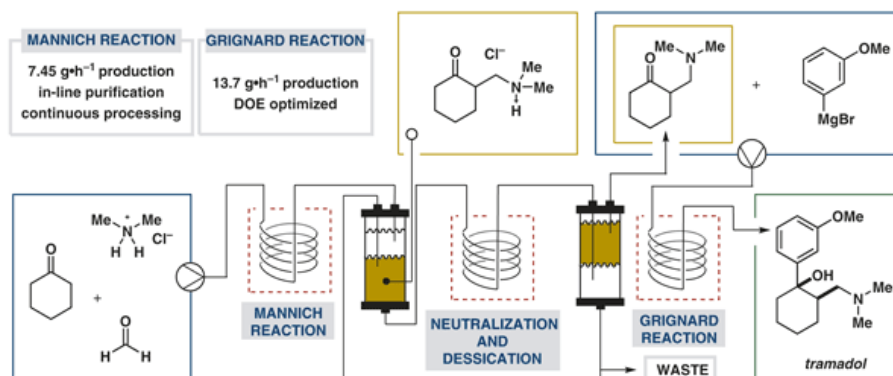 MANNICH REACTION
7.45 g•h⁻¹ production
in-line purification
continuous processing
GRIGNARD REACTION
13.7 g•h⁻¹ production
DOE optimized
O
Cl⁻
Me
N
Me
H
Me
N
Me
O
+
OMe
MgBr
Me
+
N
Me
H H
Cl⁻
O
+
O
H
H
MANNICH
REACTION
NEUTRALIZATION
AND
DESSICATION
GRIGNARD
REACTION
WASTE
OMe
OH
Me
N
Me
tramadol